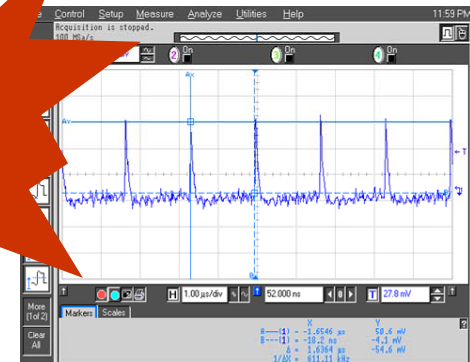 Control Setup Measure Analyze Utilities Help 11:59 PM
Acquisition is stopped.
100 MSa/s
2 On 3 On 4 On
Ax
Ay
T
H 1.00 µs/div 52.000 ns 0 T 27.8 mV
More
(1of 2)
Clear
All
Markers Scales
X Y
A—(1) = -1.6546 µs 50.6 mV
B---(1) = -18.2 ns -4.1 mV
Δ = 1.6364 µs -54.6 mV
1/ΔX = 611.11 kHz